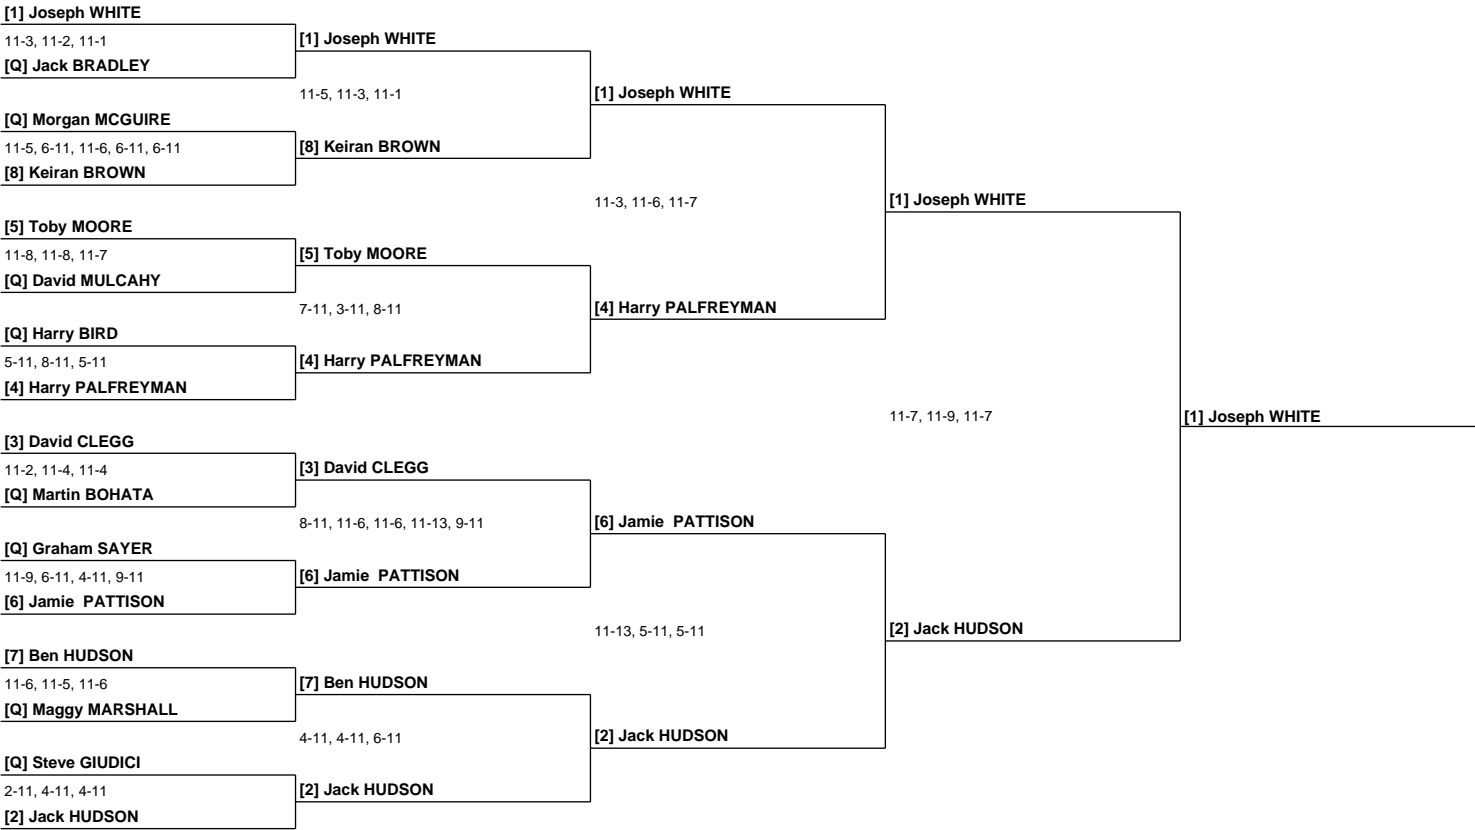 [1] Joseph WHITE
11-3, 11-2, 11-1
[Q] Jack BRADLEY
[Q] Morgan MCGUIRE
11-5, 6-11, 11-6, 6-11, 6-11
[8] Keiran BROWN
[5] Toby MOORE
11-8, 11-8, 11-7
[Q] David MULCAHY
[Q] Harry BIRD
5-11, 8-11, 5-11
[4] Harry PALFREYMAN
[3] David CLEGG
11-2, 11-4, 11-4
[Q] Martin BOHATA
[Q] Graham SAYER
11-9, 6-11, 4-11, 9-11
[6] Jamie  PATTISON
[7] Ben HUDSON
11-6, 11-5, 11-6
[Q] Maggy MARSHALL
[Q] Steve GIUDICI
2-11, 4-11, 4-11
[2] Jack HUDSON
[1] Joseph WHITE
11-5, 11-3, 11-1
[8] Keiran BROWN
[5] Toby MOORE
7-11, 3-11, 8-11
[4] Harry PALFREYMAN
[3] David CLEGG
8-11, 11-6, 11-6, 11-13, 9-11
[6] Jamie  PATTISON
[7] Ben HUDSON
4-11, 4-11, 6-11
[2] Jack HUDSON
[1] Joseph WHITE
11-3, 11-6, 11-7
[4] Harry PALFREYMAN
[6] Jamie  PATTISON
11-13, 5-11, 5-11
[2] Jack HUDSON
[1] Joseph WHITE
11-7, 11-9, 11-7
[2] Jack HUDSON
[1] Joseph WHITE